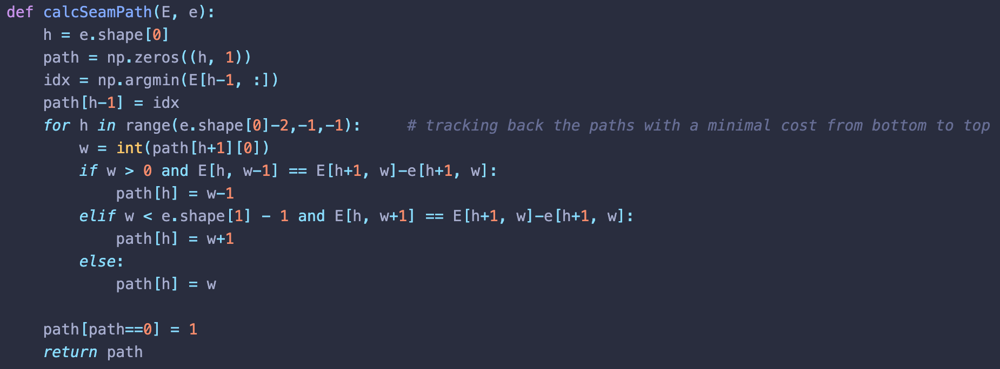 def calcSeamPath(E, e):
    h = e.shape[0]
    path = np.zeros((h, 1))
    idx = np.argmin(E[h-1, :])
    path[h-1] = idx
    for h in range(e.shape[0]-2,-1,-1):     # tracking back the paths with a minimal cost from bottom to top
        w = int(path[h+1][0])
        if w > 0 and E[h, w-1] == E[h+1, w]-e[h+1, w]:
            path[h] = w-1
        elif w < e.shape[1] - 1 and E[h, w+1] == E[h+1, w]-e[h+1, w]:
            path[h] = w+1
        else:
            path[h] = w

    path[path==0] = 1
    return path